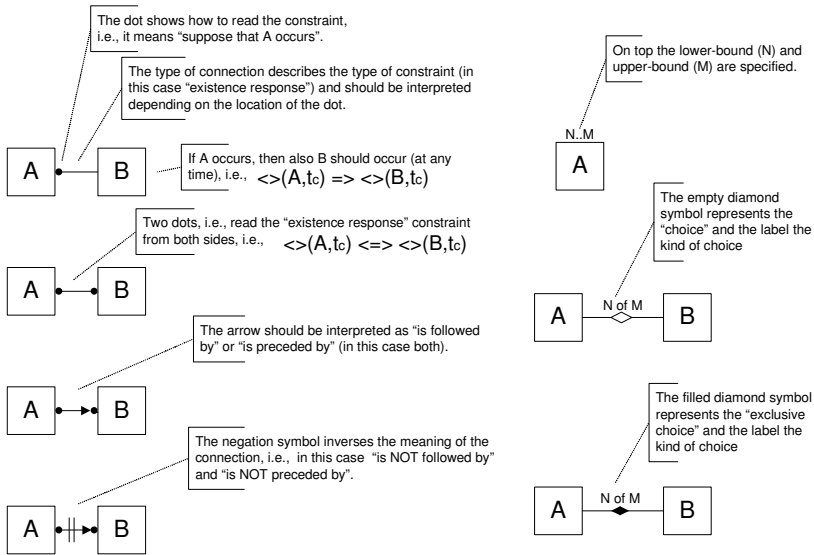 The dot shows how to read the constraint,
i.e., it means “suppose that A occurs”.
The type of connection describes the type of constraint (in
this case “existence response”) and should be interpreted
depending on the location of the dot.
A
B
If A occurs, then also B should occur (at any
time), i.e., <>(A,tc) => <>(B,tc)
Two dots, i.e., read the “existence response” constraint
from both sides, i.e., <>(A,tc) <=> <>(B,tc)
A
B
The arrow should be interpreted as “is followed
by” or “is preceded by” (in this case both).
A
B
The negation symbol inverses the meaning of the
connection, i.e., in this case “is NOT followed by”
and “is NOT preceded by”.
A
B
On top the lower-bound (N) and
upper-bound (M) are specified.
N..M
A
The empty diamond
symbol represents the
“choice” and the label the
kind of choice
A
N of M
B
The filled diamond symbol
represents the “exclusive
choice” and the label the
kind of choice
A
N of M
B